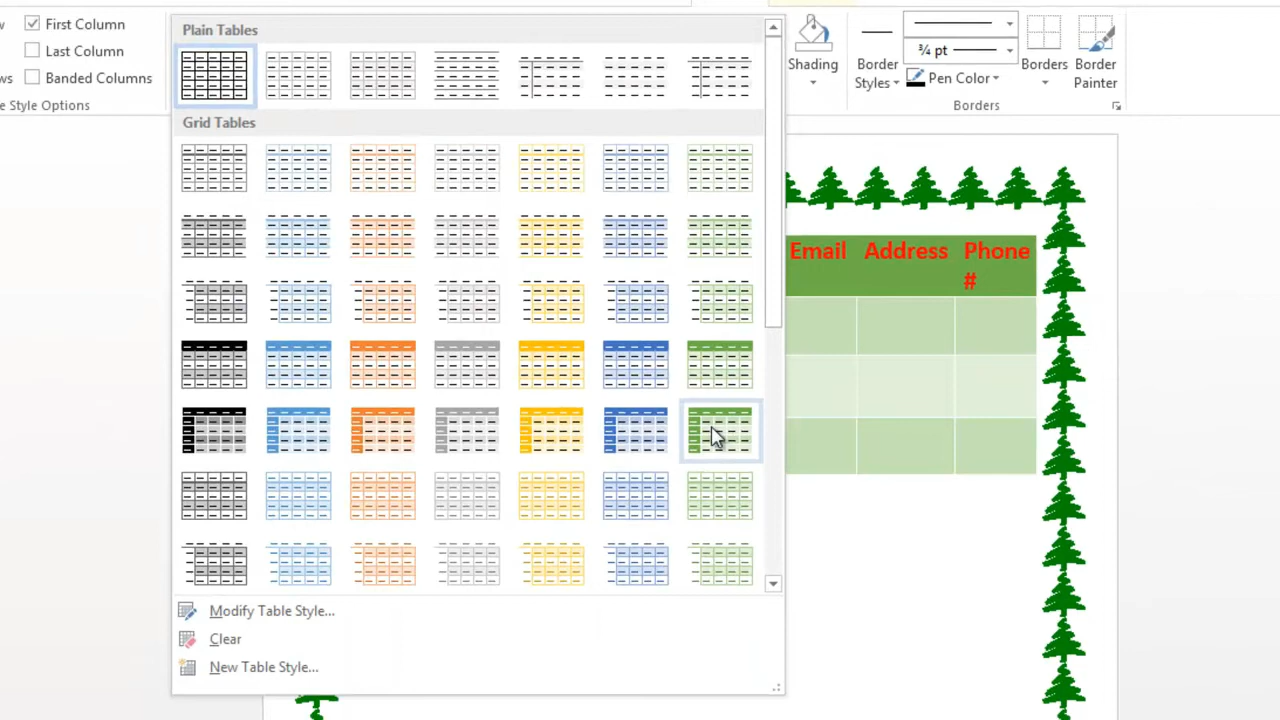 First Column
Last Column
Banded Columns
Plain Tables
Grid Tables
Modify Table Style...
Clear
New Table Style...
Shading
Border
Styles
¾ pt
Pen Color
Borders
Border
Painter
Borders
Email Address Phone
#
e Style Options
ws